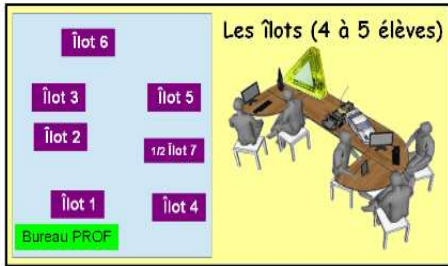 Les îlots (4 à 5 élèves)
Îlot 6
Îlot 3
Îlot 5
Îlot 2
1/2 Îlot 7
Îlot 1
Îlot 4
Bureau PROF